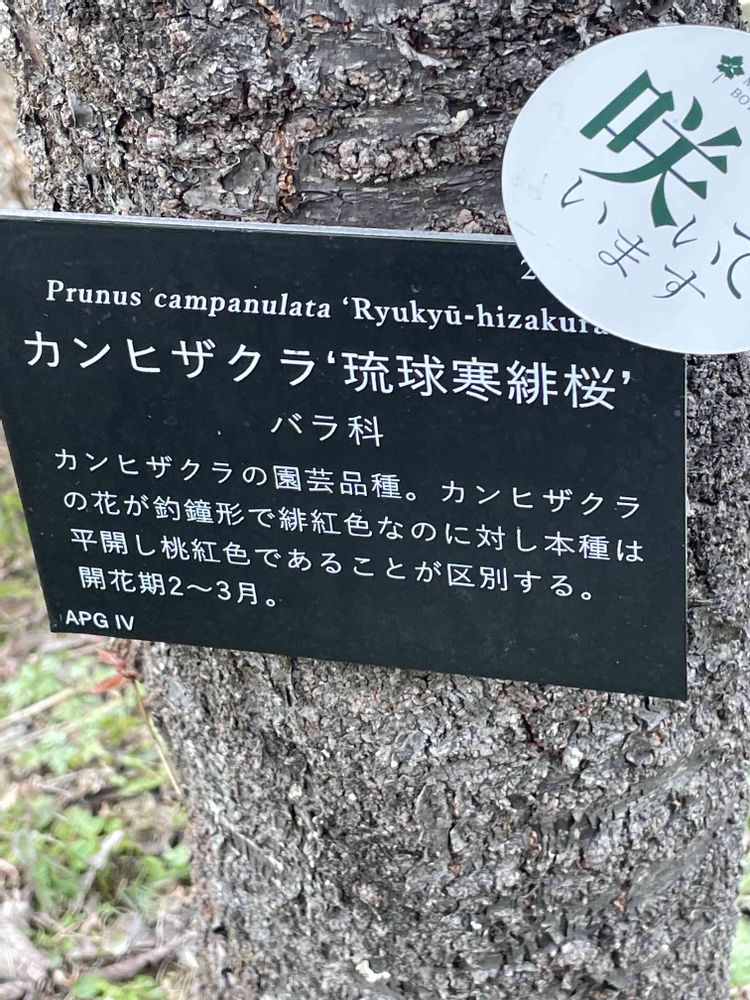 咲いて
います
Prunus campanulata ‘Ryukyū-hizakura
カンヒザクラ‘琉球寒緋桜’
バラ科
カンヒザクラの園芸品種。カンヒザクラ
の花が釣鐘形で緋紅色なのに対し本種は
平開し桃紅色であることが区別する。
開花期2～3月。
APG IV